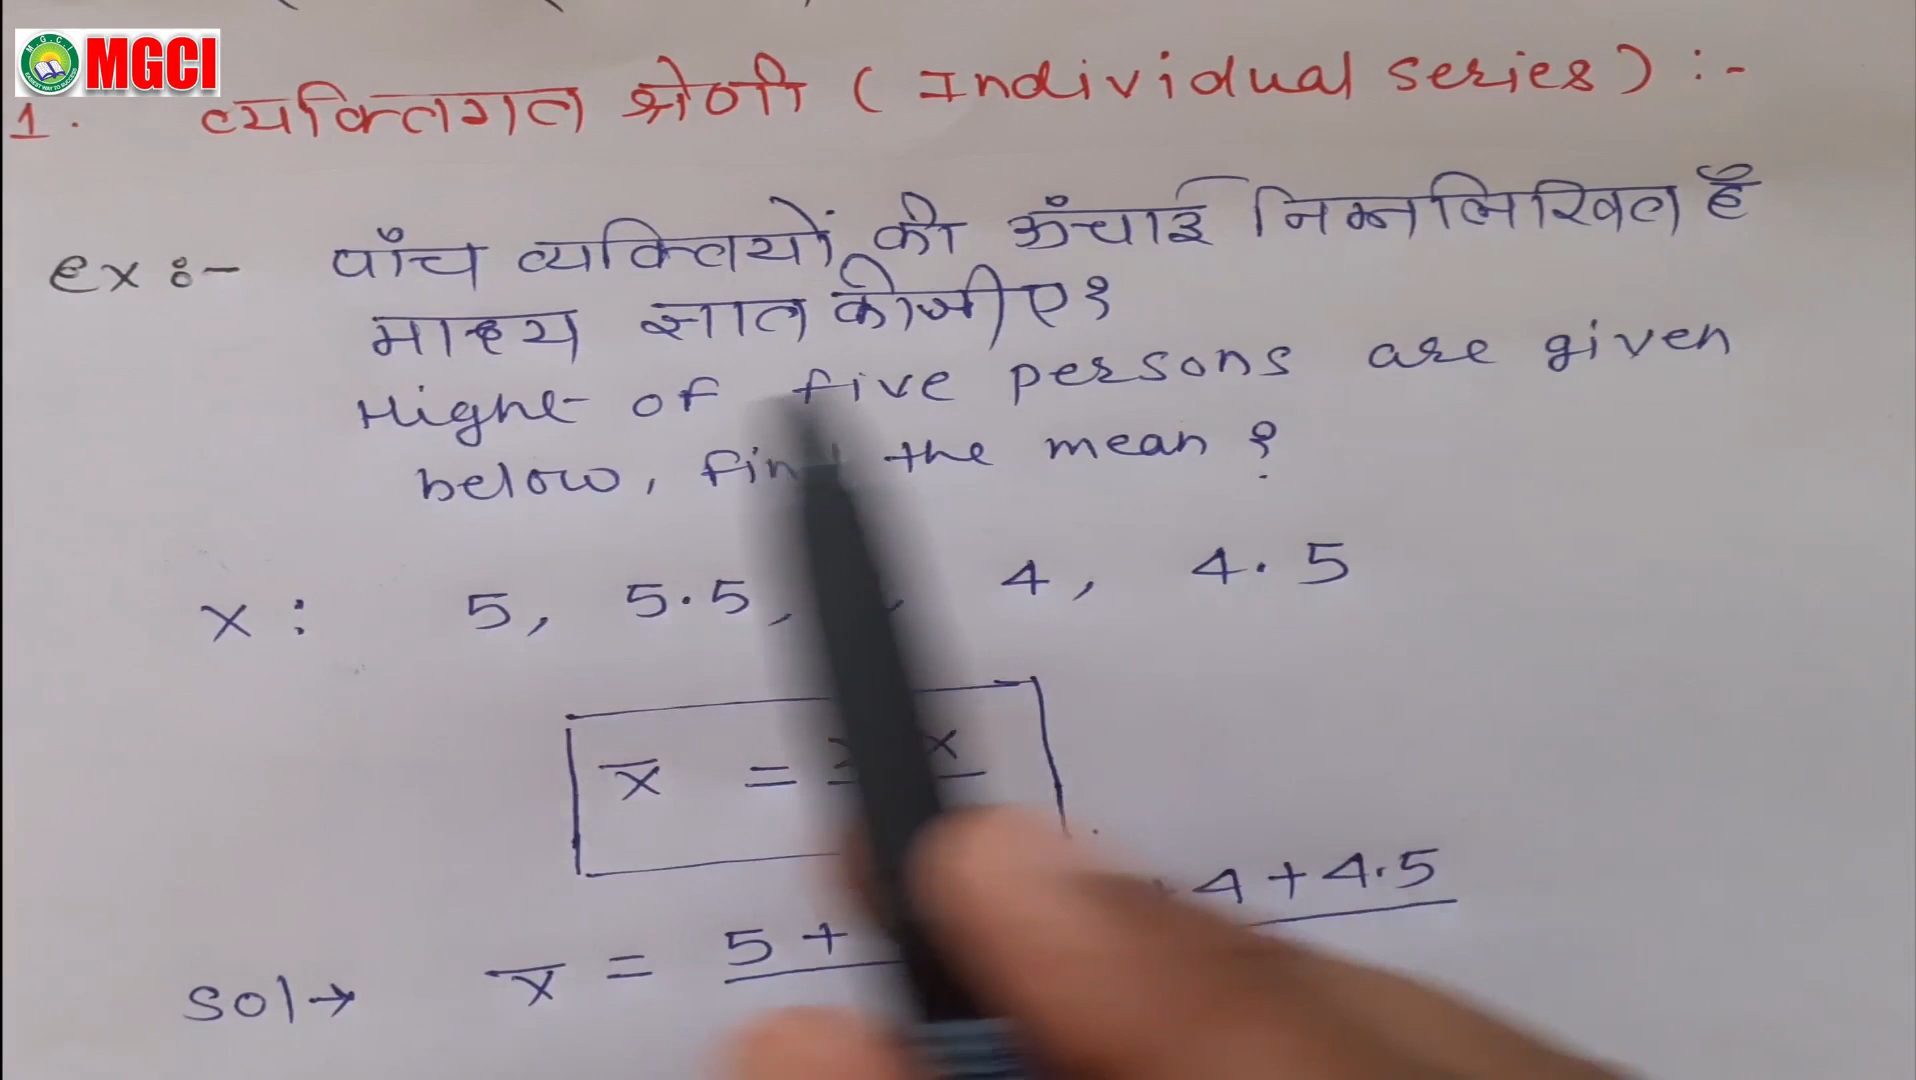 MGCI
1. व्यक्तिगत श्रेणी ( Individual series ) :-
ex :- पाँच व्यक्तियों की ऊँचाई निम्नलिखित है
माध्य ज्ञात कीजीए?
Hight of five persons are given
below, find the mean ?
x : 5, 5.5, , 4, 4.5
x̄ = x
4 + 4.5
Sol → x̄ = 5 +